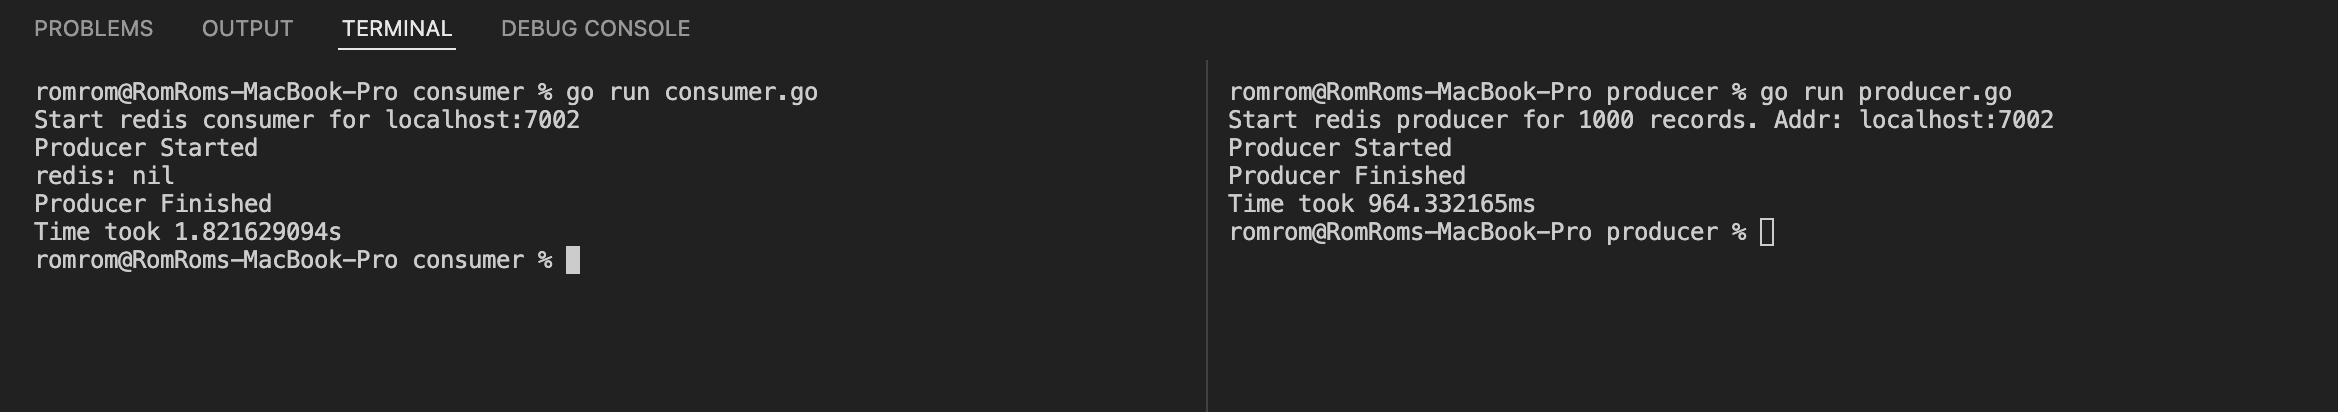 PROBLEMS OUTPUT TERMINAL DEBUG CONSOLE
romrom@RomRoms-MacBook-Pro consumer % go run consumer.go
Start redis consumer for localhost:7002
Producer Started
redis: nil
Producer Finished
Time took 1.821629094s
romrom@RomRoms-MacBook-Pro consumer %
romrom@RomRoms-MacBook-Pro producer % go run producer.go
Start redis producer for 1000 records. Addr: localhost:7002
Producer Started
Producer Finished
Time took 964.332165ms
romrom@RomRoms-MacBook-Pro producer %